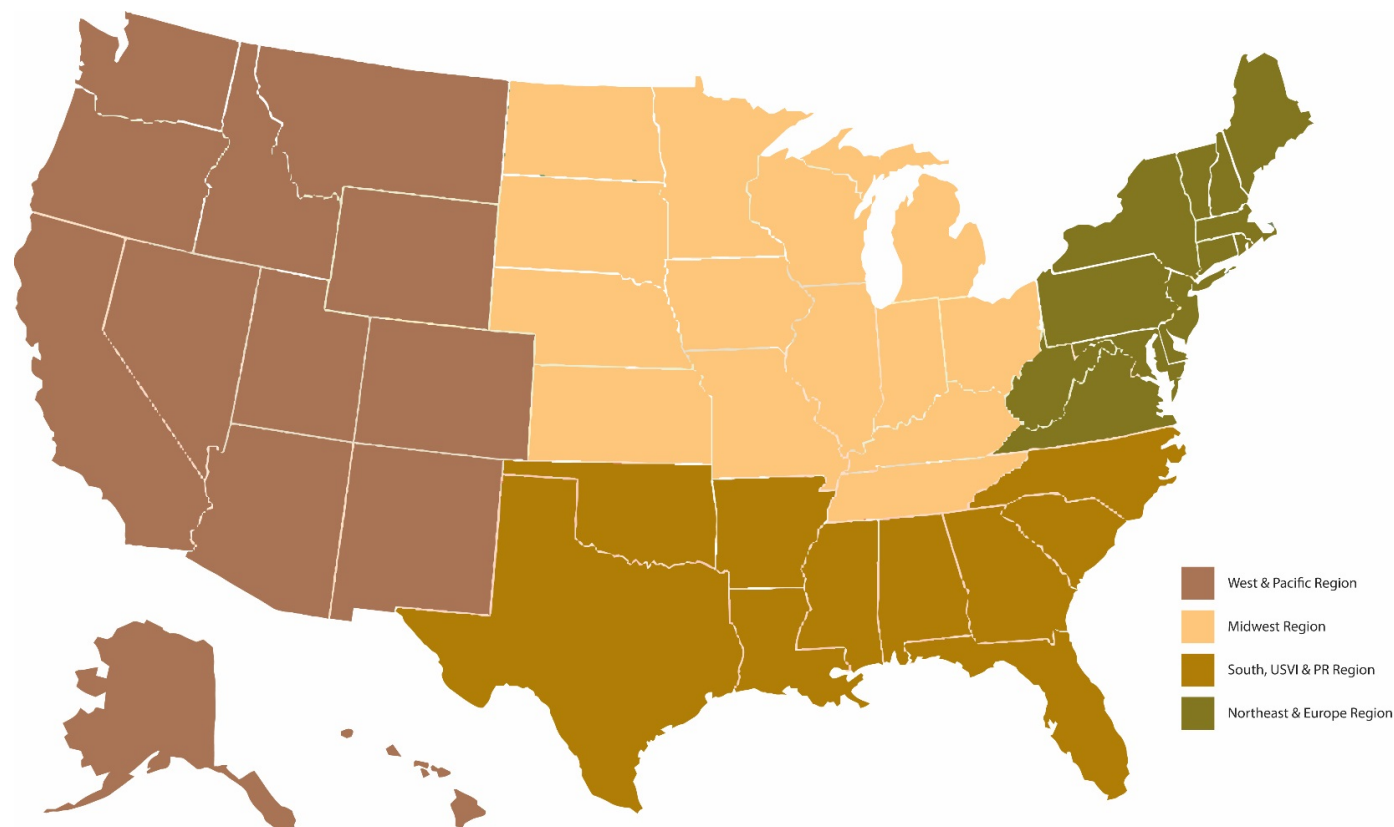 West & Pacific Region
Midwest Region
South, USVI & PR Region
Northeast & Europe Region